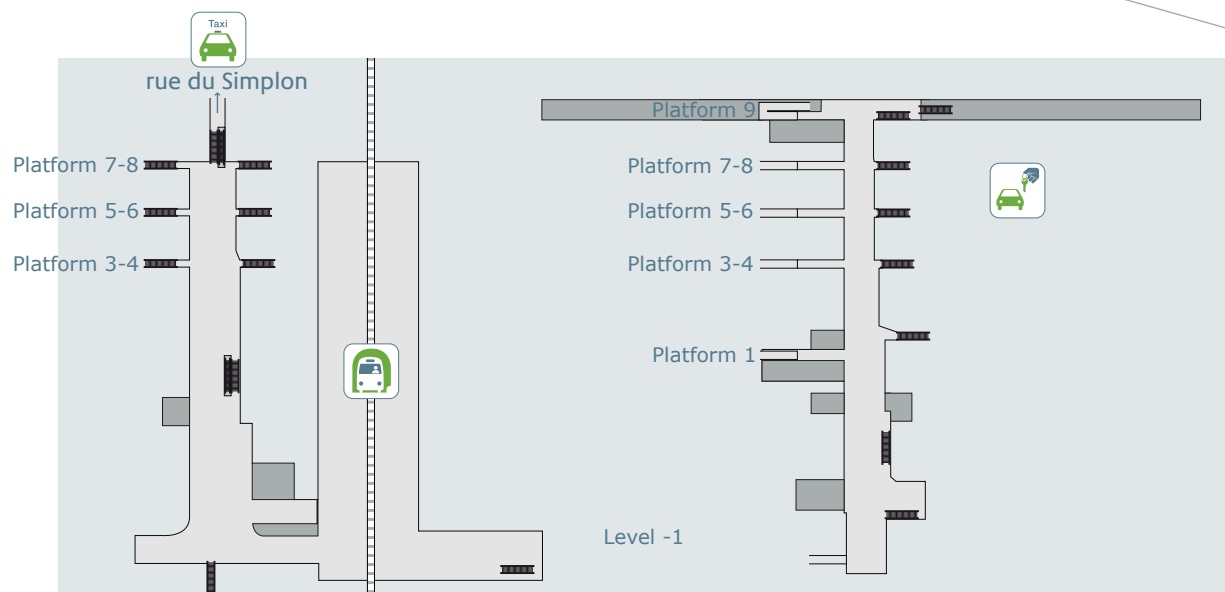 Taxi
rue du Simplon
Platform 9
Platform 7-8
Platform 7-8
Platform 5-6
Platform 5-6
Platform 3-4
Platform 3-4
Platform 1
Level -1